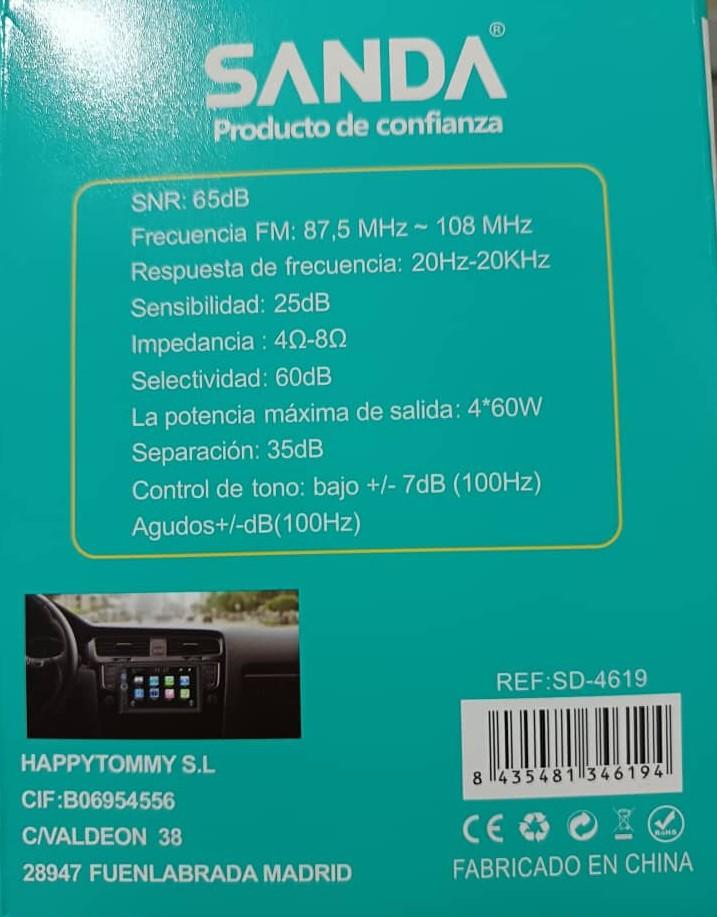 SANDA®
Producto de confianza
SNR: 65dB
Frecuencia FM: 87,5 MHz ~ 108 MHz
Respuesta de frecuencia: 20Hz-20KHz
Sensibilidad: 25dB
Impedancia : 4Ω-8Ω
Selectividad: 60dB
La potencia máxima de salida: 4*60W
Separación: 35dB
Control de tono: bajo +/- 7dB (100Hz)
Agudos+/-dB(100Hz)
REF:SD-4619
8 435481 346194
HAPPYTOMMY S.L
CIF:B06954556
C/VALDEON 38
28947 FUENLABRADA MADRID
CE
RoHS
FABRICADO EN CHINA